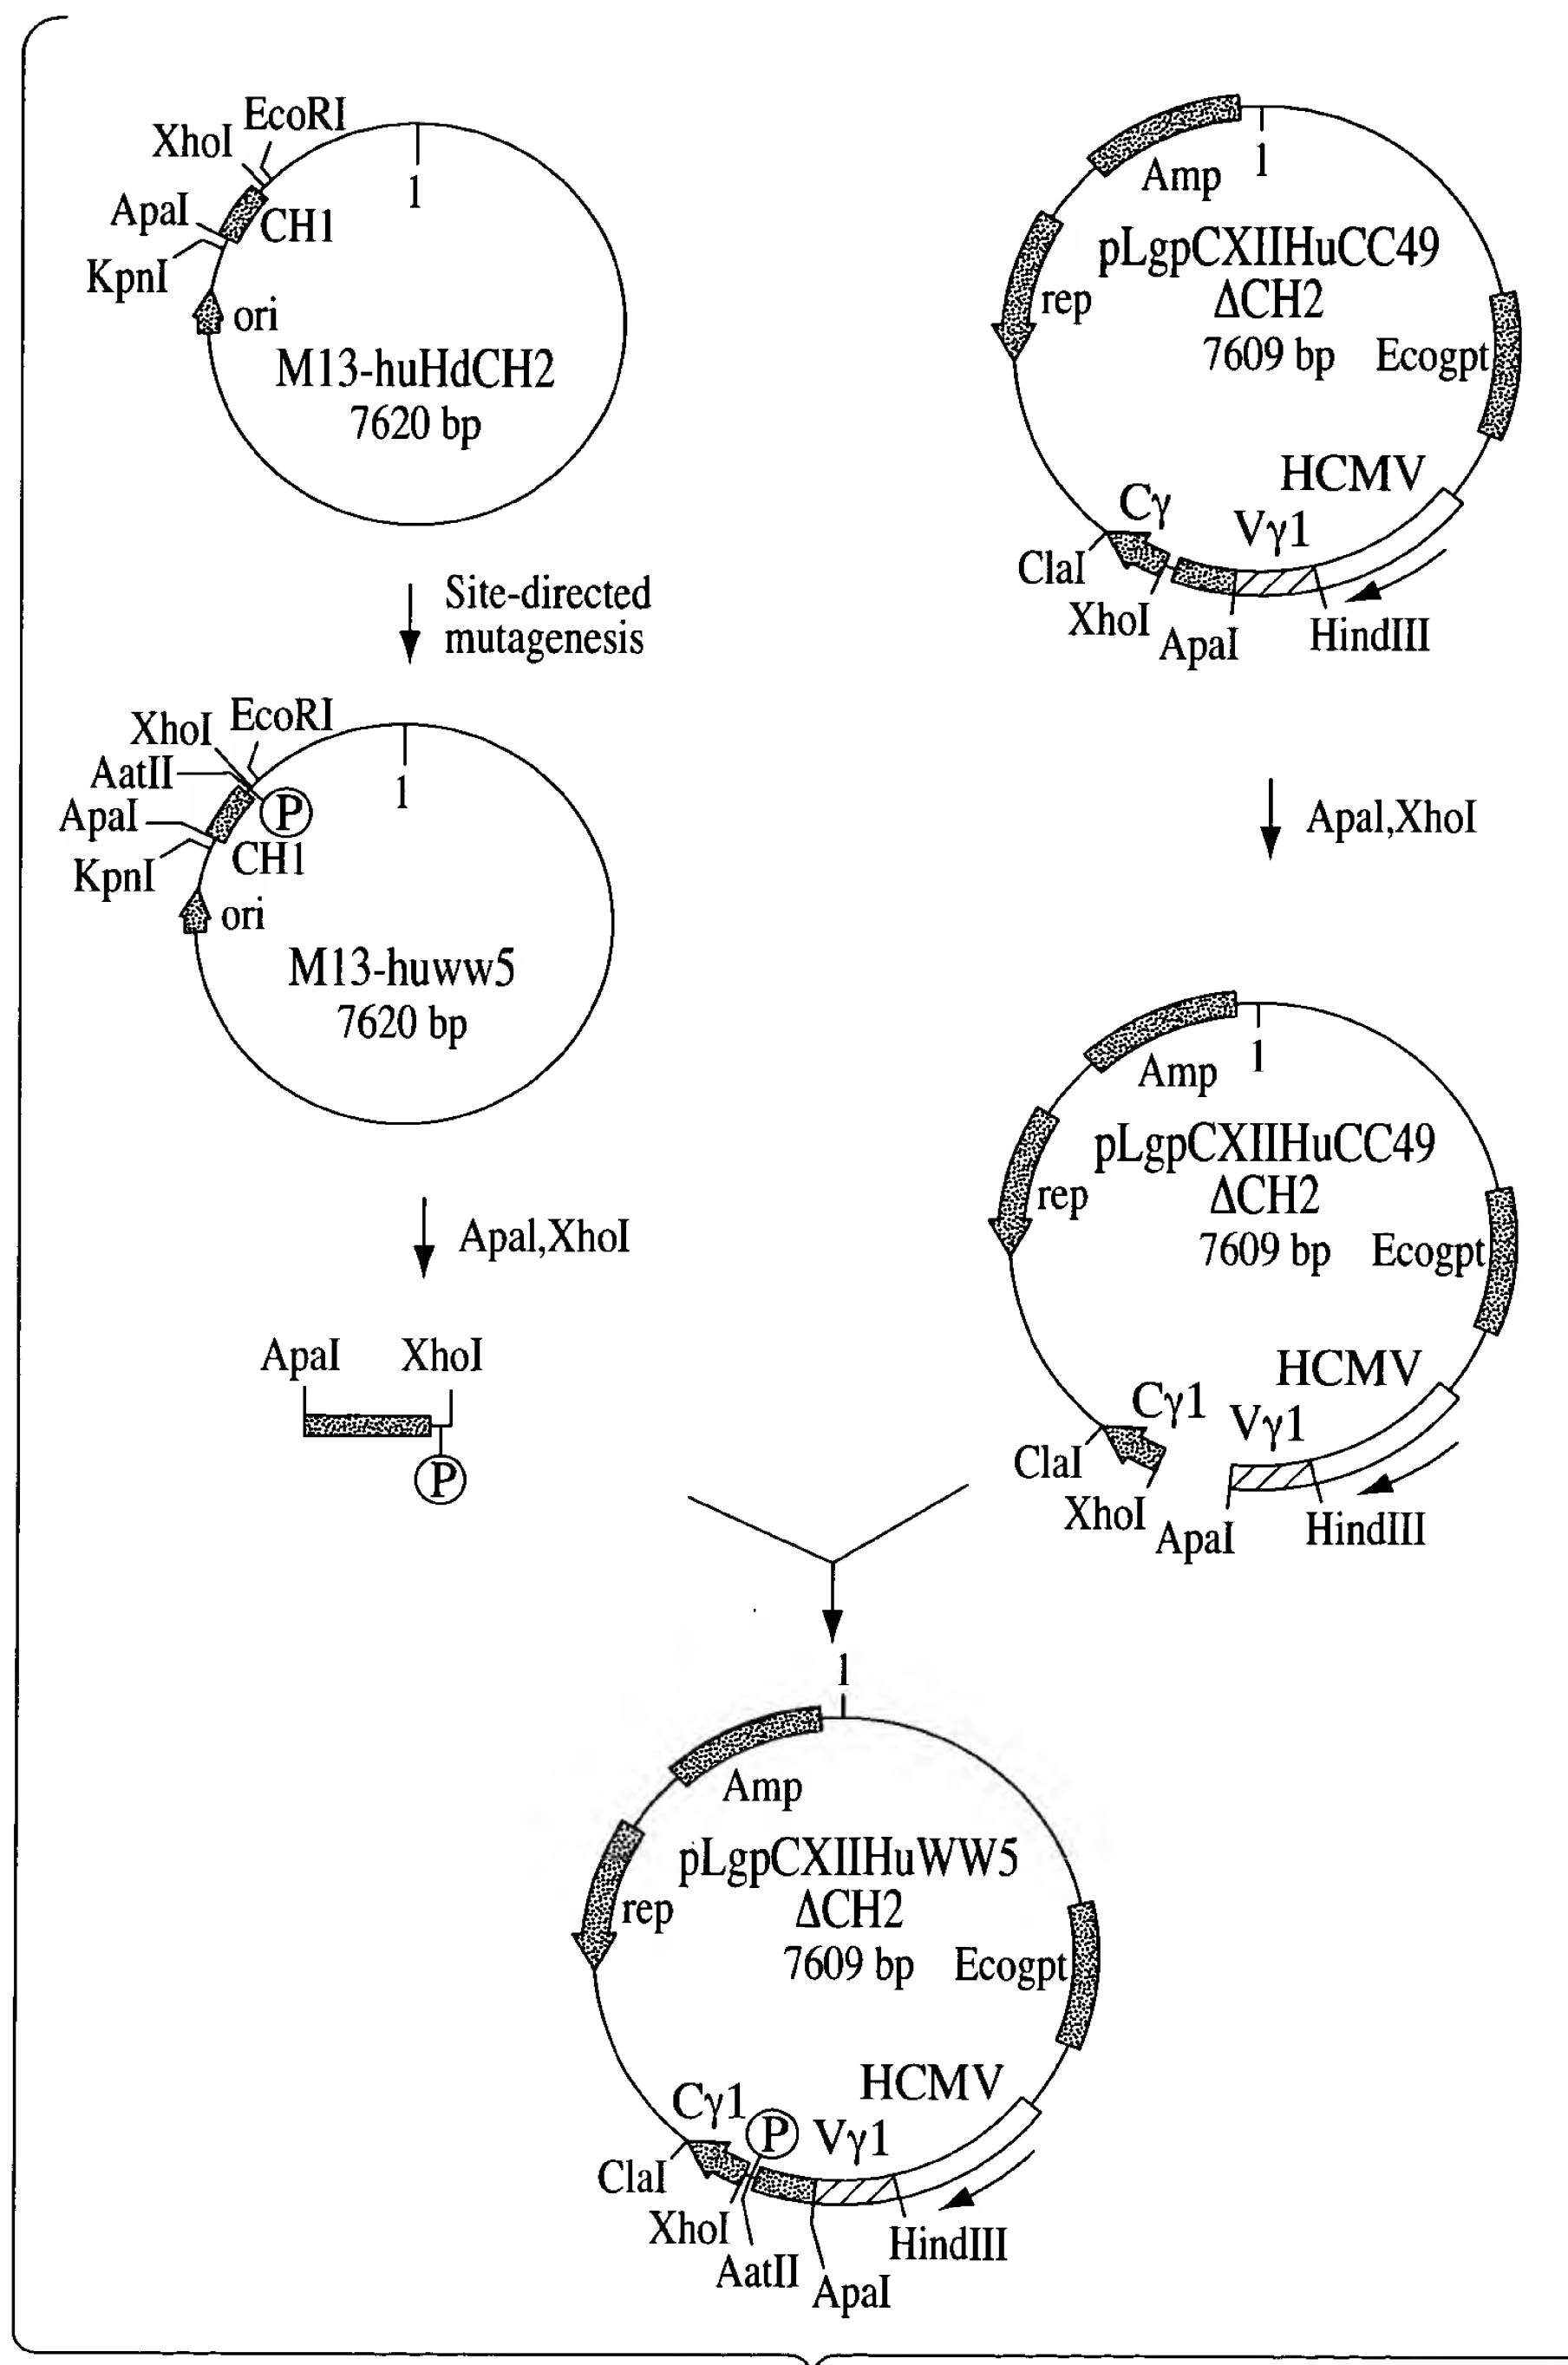 EcoRI
XhoI
ApaI
CH1
KpnI
ori
1
M13-huHdCH2
7620 bp
Site-directed
mutagenesis
XhoI
EcoRI
AatII
ApaI
P
KpnI
CH1
ori
1
M13-huww5
7620 bp
ApaI,XhoI
ApaI
XhoI
P
Amp
1
pLgpCXIIHuCC49
ΔCH2
7609 bp
rep
Ecogpt
HCMV
Cγ
Vγ1
ClaI
XhoI
ApaI
HindIII
ApaI,XhoI
Amp
1
pLgpCXIIHuCC49
ΔCH2
7609 bp
rep
Ecogpt
HCMV
Cγ1
Vγ1
ClaI
XhoI
ApaI
HindIII
1
Amp
pLgpCXIIHuWW5
ΔCH2
7609 bp
rep
Ecogpt
HCMV
Cγ1
P
Vγ1
ClaI
XhoI
AatII
ApaI
HindIII